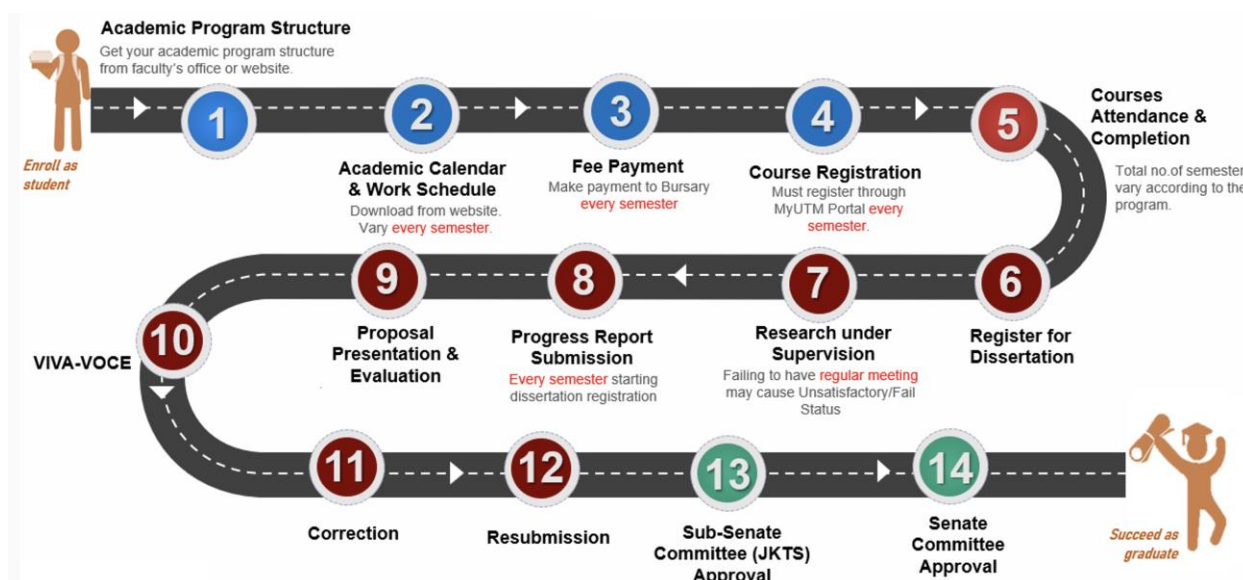 Academic Program Structure
Get your academic program structure
from faculty's office or website.
Enroll as
student
1
2
Academic Calendar
& Work Schedule
Download from website.
Vary every semester.
3
Fee Payment
Make payment to Bursary
every semester
4
Course Registration
Must register through
MyUTM Portal every
semester.
5
Courses
Attendance &
Completion
Total no.of semester
vary according to the
program.
6
Register for
Dissertation
7
Research under
Supervision
Failing to have regular meeting
may cause Unsatisfactory/Fail
Status
8
Progress Report
Submission
Every semester starting
dissertation registration
9
Proposal
Presentation &
Evaluation
10
VIVA-VOCE
11
Correction
12
Resubmission
13
Sub-Senate
Committee (JKTS)
Approval
14
Senate
Committee
Approval
Succeed as
graduate